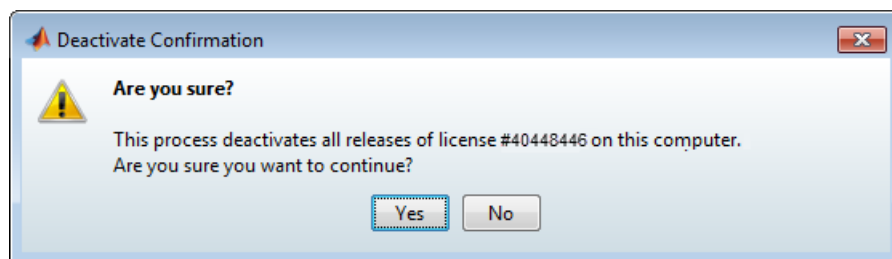 Deactivate Confirmation
Are you sure?
This process deactivates all releases of license #40448446 on this computer.
Are you sure you want to continue?
Yes No